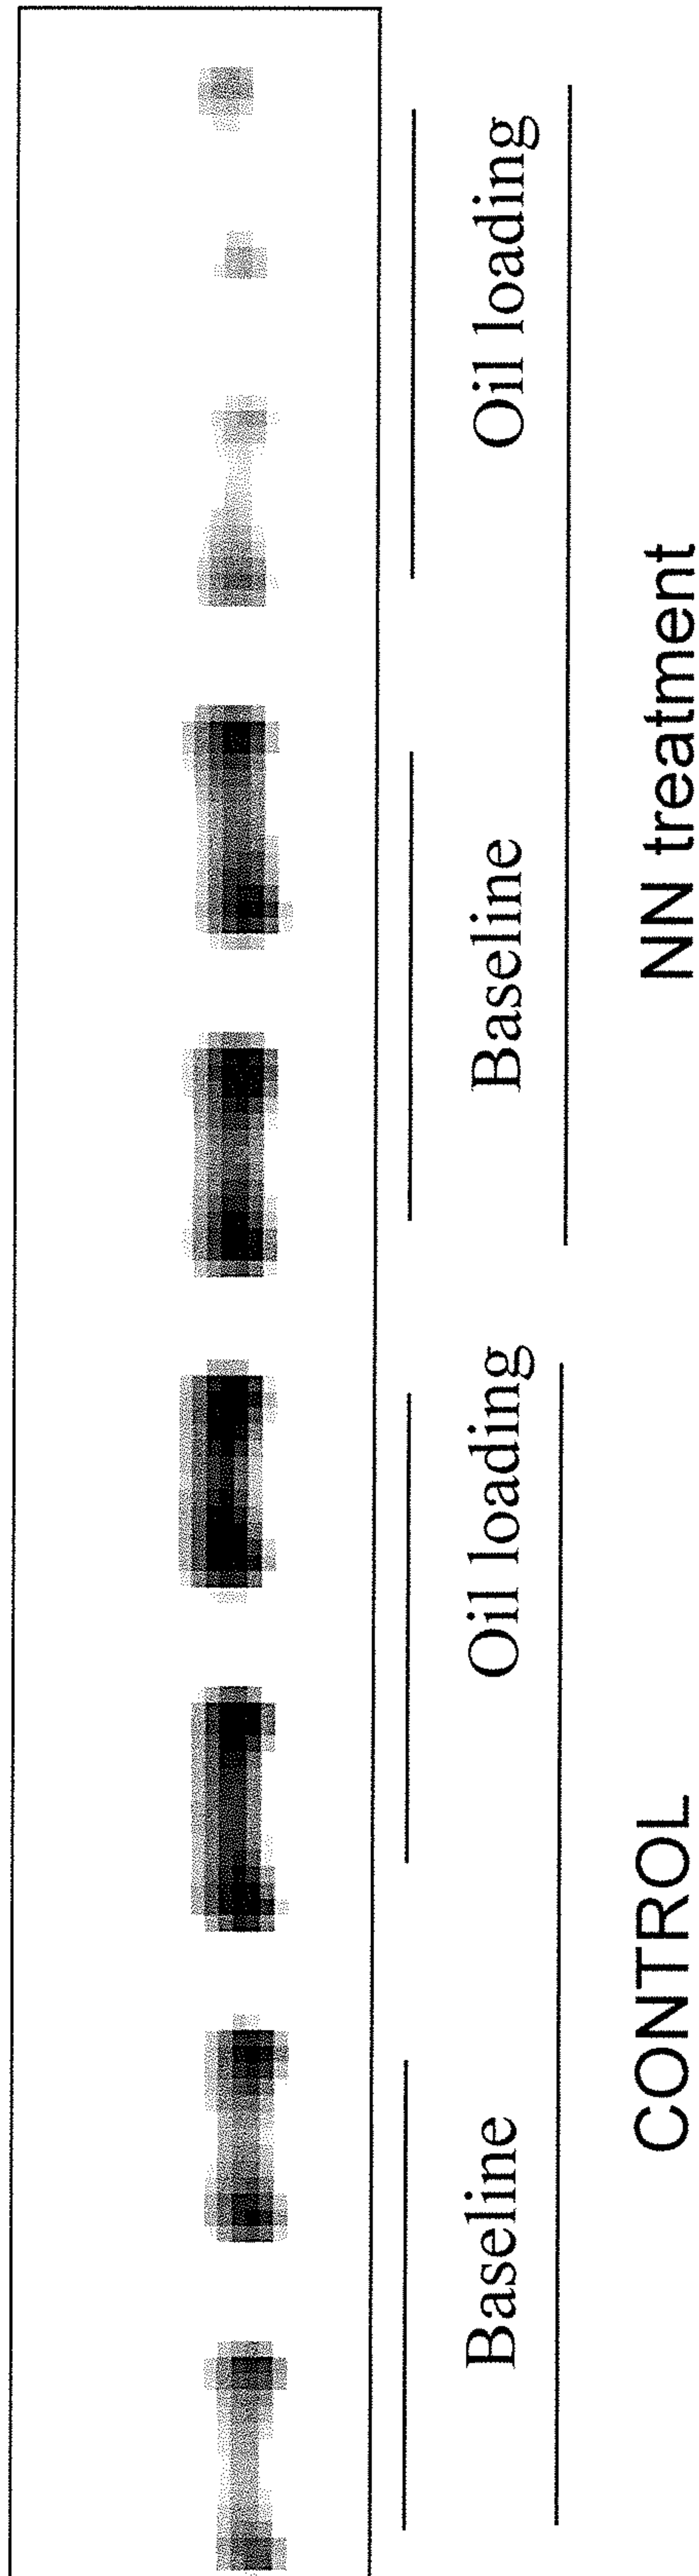 Baseline
Oil loading
Baseline
Oil loading
CONTROL
NN treatment